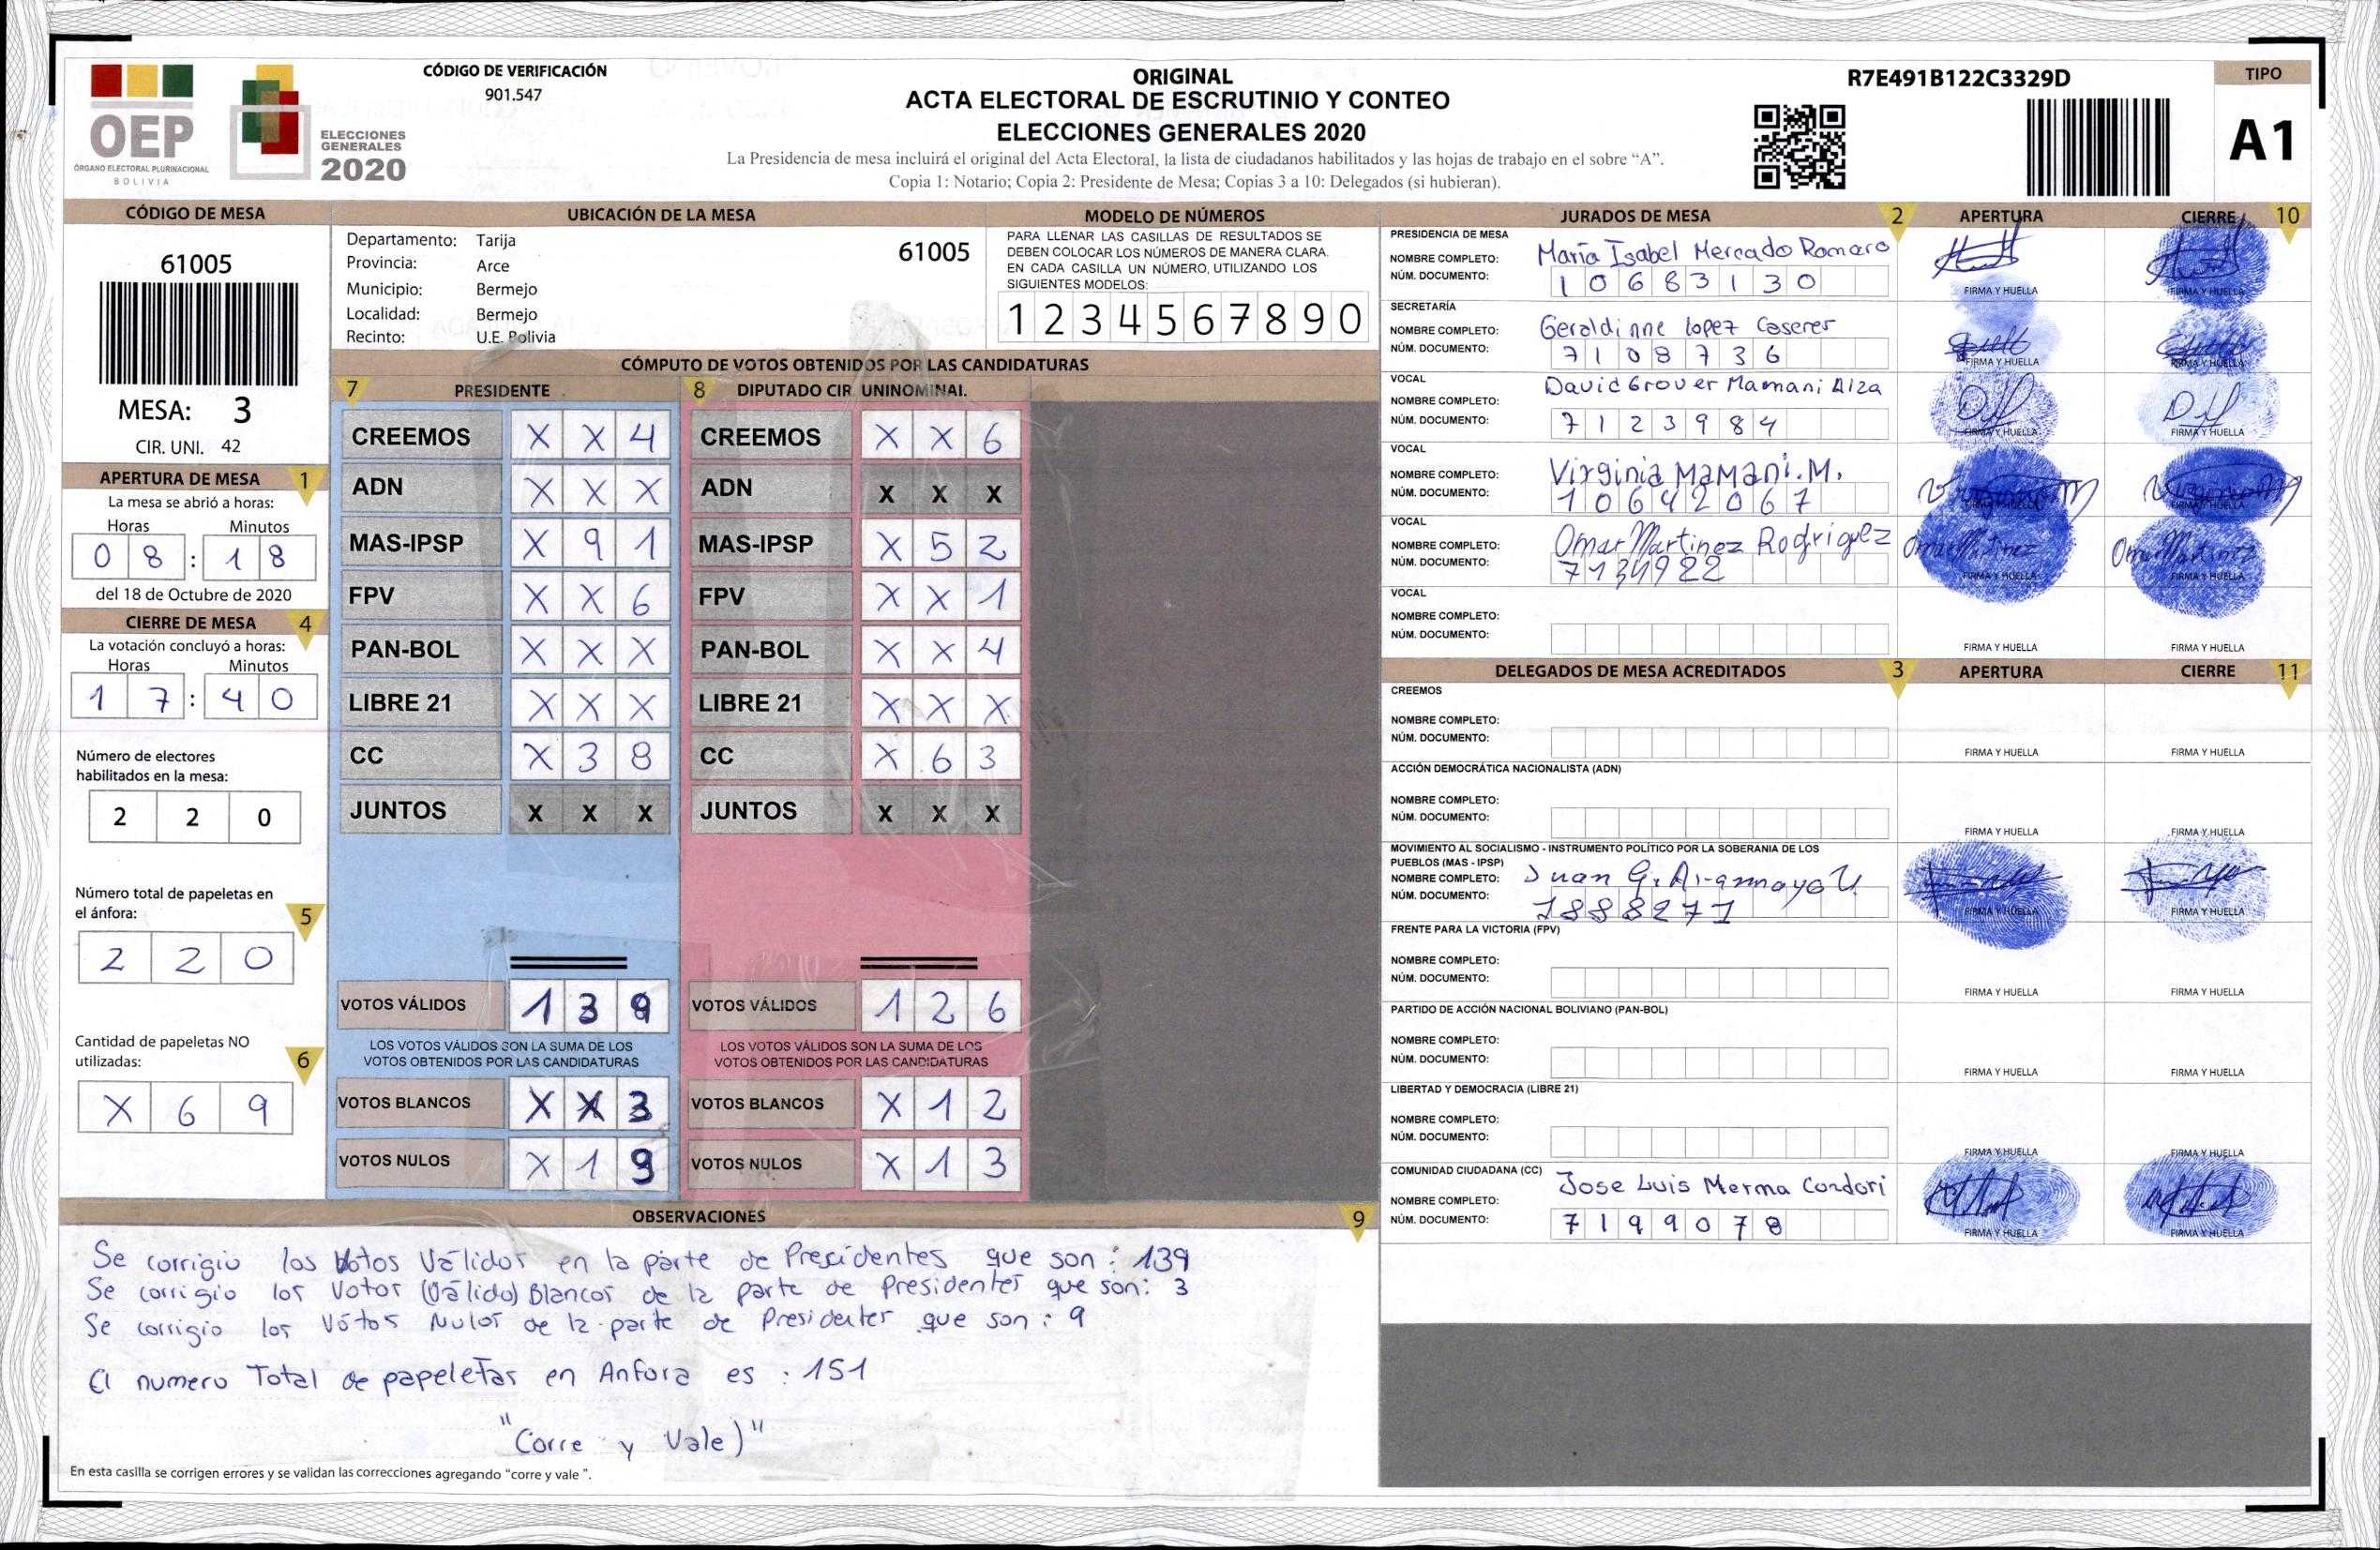 OEP
ÓRGANO ELECTORAL PLURINACIONAL
BOLIVIA
ELECCIONES
GENERALES
2020
CÓDIGO DE VERIFICACIÓN
901.547
ORIGINAL
ACTA ELECTORAL DE ESCRUTINIO Y CONTEO
ELECCIONES GENERALES 2020
La Presidencia de mesa incluirá el original del Acta Electoral, la lista de ciudadanos habilitados y las hojas de trabajo en el sobre “A”.
Copia 1: Notario; Copia 2: Presidente de Mesa; Copias 3 a 10: Delegados (si hubieran).
R7E491B122C3329D
TIPO
A1
CÓDIGO DE MESA
61005
MESA: 3
CIR. UNI. 42
APERTURA DE MESA 1
La mesa se abrió a horas:
Horas Minutos
0 8 : 1 8
del 18 de Octubre de 2020
CIERRE DE MESA 4
La votación concluyó a horas:
Horas Minutos
1 7 : 4 0
Número de electores
habilitados en la mesa:
2 2 0
Número total de papeletas en
el ánfora: 5
2 2 0
Cantidad de papeletas NO
utilizadas: 6
X 6 9
UBICACIÓN DE LA MESA
Departamento: Tarija
61005
Provincia: Arce
Municipio: Bermejo
Localidad: Bermejo
Recinto: U.E. Bolivia
MODELO DE NÚMEROS
PARA LLENAR LAS CASILLAS DE RESULTADOS SE
DEBEN COLOCAR LOS NÚMEROS DE MANERA CLARA.
EN CADA CASILLA UN NÚMERO, UTILIZANDO LOS
SIGUIENTES MODELOS:
1 2 3 4 5 6 7 8 9 0
CÓMPUTO DE VOTOS OBTENIDOS POR LAS CANDIDATURAS
7 PRESIDENTE 8 DIPUTADO CIR. UNINOMINAL
CREEMOS X X 4 CREEMOS X X 6
ADN X X X ADN X X X
MAS-IPSP X 9 1 MAS-IPSP X 5 2
FPV X X 6 FPV X X 1
PAN-BOL X X X PAN-BOL X X 4
LIBRE 21 X X X LIBRE 21 X X X
CC X 3 8 CC X 6 3
JUNTOS X X X JUNTOS X X X
VOTOS VÁLIDOS 1 3 9 VOTOS VÁLIDOS 1 2 6
LOS VOTOS VÁLIDOS SON LA SUMA DE LOS LOS VOTOS VÁLIDOS SON LA SUMA DE LOS
VOTOS OBTENIDOS POR LAS CANDIDATURAS VOTOS OBTENIDOS POR LAS CANDIDATURAS
VOTOS BLANCOS X X 3 VOTOS BLANCOS X 1 2
VOTOS NULOS X 1 9 VOTOS NULOS X 1 3
OBSERVACIONES 9
Se corrigio los Votos Válidos en la parte de Presidentes que son : 139
Se corrigio los Votos (Válido) Blancos de la parte de Presidentes que son: 3
Se corrigio los Votos Nulos de la parte de Presidentes que son : 9
El numero Total de papeletas en Anfora es : 151
"Corre y Vale)"
En esta casilla se corrigen errores y se validan las correcciones agregando “corre y vale ”.
JURADOS DE MESA 2 APERTURA CIERRE 10
PRESIDENCIA DE MESA
NOMBRE COMPLETO: María Isabel Mercado Romero
NÚM. DOCUMENTO: 1 0 6 8 3 1 3 0
FIRMA Y HUELLA FIRMA Y HUELLA
SECRETARÍA
NOMBRE COMPLETO: Geraldinne lopez Caseres
NÚM. DOCUMENTO: 7 1 0 8 7 3 6
FIRMA Y HUELLA FIRMA Y HUELLA
VOCAL
NOMBRE COMPLETO: David Grover Mamani Alza
NÚM. DOCUMENTO: 7 1 2 3 9 8 4
FIRMA Y HUELLA FIRMA Y HUELLA
VOCAL
NOMBRE COMPLETO: Virginia MaMani.M.
NÚM. DOCUMENTO: 1 0 6 4 2 0 6 7
FIRMA Y HUELLA FIRMA Y HUELLA
VOCAL
NOMBRE COMPLETO: Omar Martinez Rodriguez
NÚM. DOCUMENTO: 7134922
Omar Martinez Omar Martinez
FIRMA Y HUELLA FIRMA Y HUELLA
VOCAL
NOMBRE COMPLETO:
NÚM. DOCUMENTO:
FIRMA Y HUELLA FIRMA Y HUELLA
DELEGADOS DE MESA ACREDITADOS 3 APERTURA CIERRE 11
CREEMOS
NOMBRE COMPLETO:
NÚM. DOCUMENTO:
FIRMA Y HUELLA FIRMA Y HUELLA
ACCIÓN DEMOCRÁTICA NACIONALISTA (ADN)
NOMBRE COMPLETO:
NÚM. DOCUMENTO:
FIRMA Y HUELLA FIRMA Y HUELLA
MOVIMIENTO AL SOCIALISMO - INSTRUMENTO POLÍTICO POR LA SOBERANIA DE LOS
PUEBLOS (MAS - IPSP)
NOMBRE COMPLETO: Juan G. Aramayo U
NÚM. DOCUMENTO: 1888271
FIRMA Y HUELLA FIRMA Y HUELLA
FRENTE PARA LA VICTORIA (FPV)
NOMBRE COMPLETO:
NÚM. DOCUMENTO:
FIRMA Y HUELLA FIRMA Y HUELLA
PARTIDO DE ACCIÓN NACIONAL BOLIVIANO (PAN-BOL)
NOMBRE COMPLETO:
NÚM. DOCUMENTO:
FIRMA Y HUELLA FIRMA Y HUELLA
LIBERTAD Y DEMOCRACIA (LIBRE 21)
NOMBRE COMPLETO:
NÚM. DOCUMENTO:
FIRMA Y HUELLA FIRMA Y HUELLA
COMUNIDAD CIUDADANA (CC)
NOMBRE COMPLETO: Jose Luis Merma Condori
NÚM. DOCUMENTO: 7 1 9 9 0 7 8
FIRMA Y HUELLA FIRMA Y HUELLA